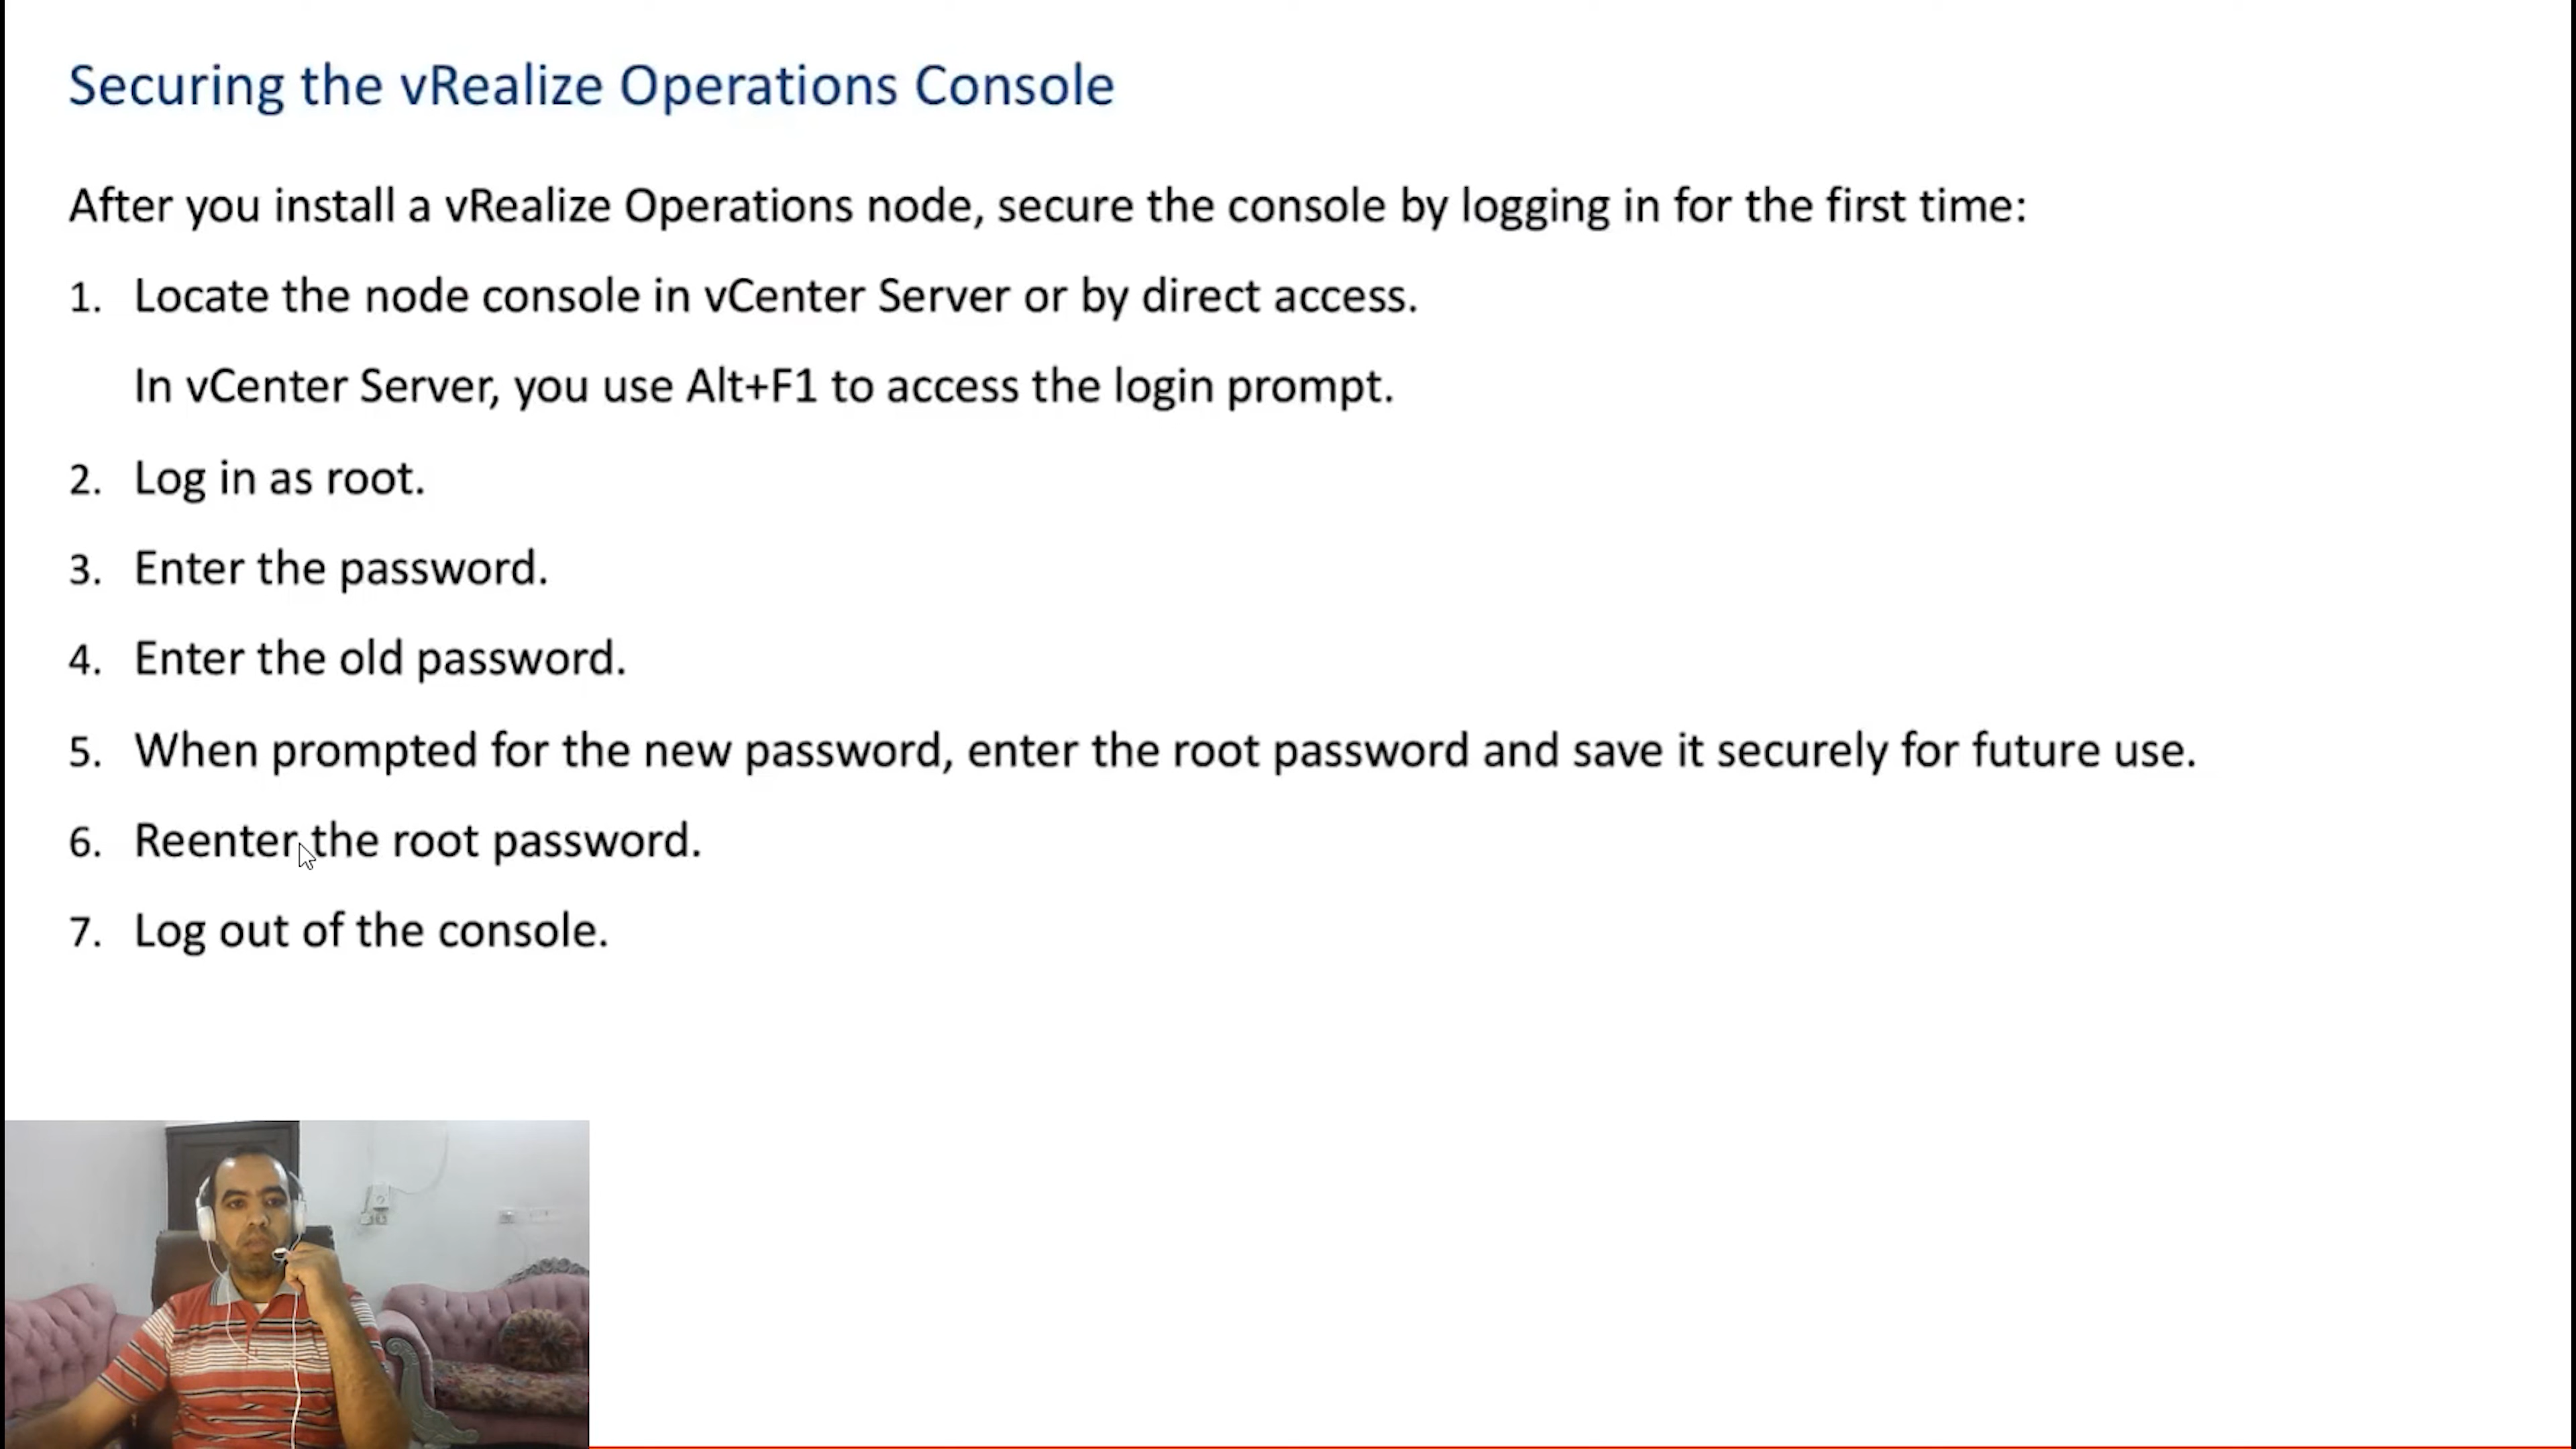 Securing the vRealize Operations Console
After you install a vRealize Operations node, secure the console by logging in for the first time:
1. Locate the node console in vCenter Server or by direct access.
In vCenter Server, you use Alt+F1 to access the login prompt.
2. Log in as root.
3. Enter the password.
4. Enter the old password.
5. When prompted for the new password, enter the root password and save it securely for future use.
6. Reenter the root password.
7. Log out of the console.